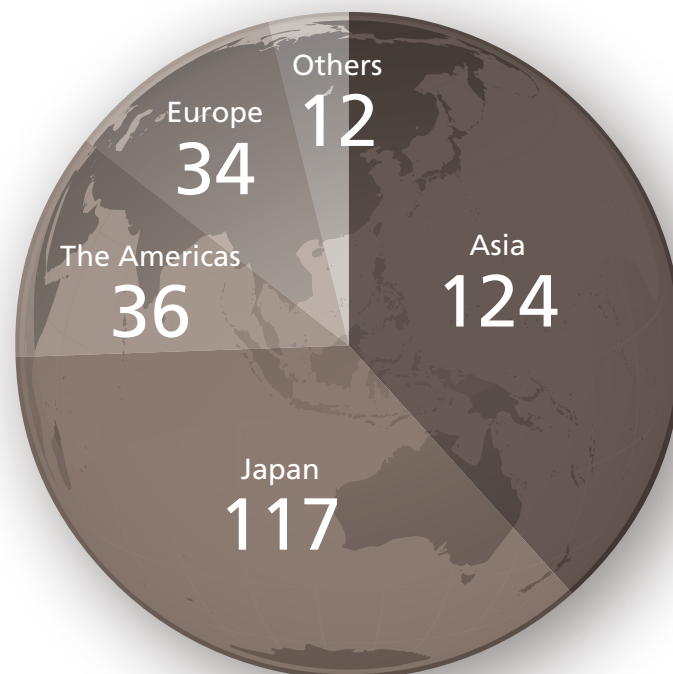 Others
12
Europe
34
The Americas
36
Asia
124
Japan
117